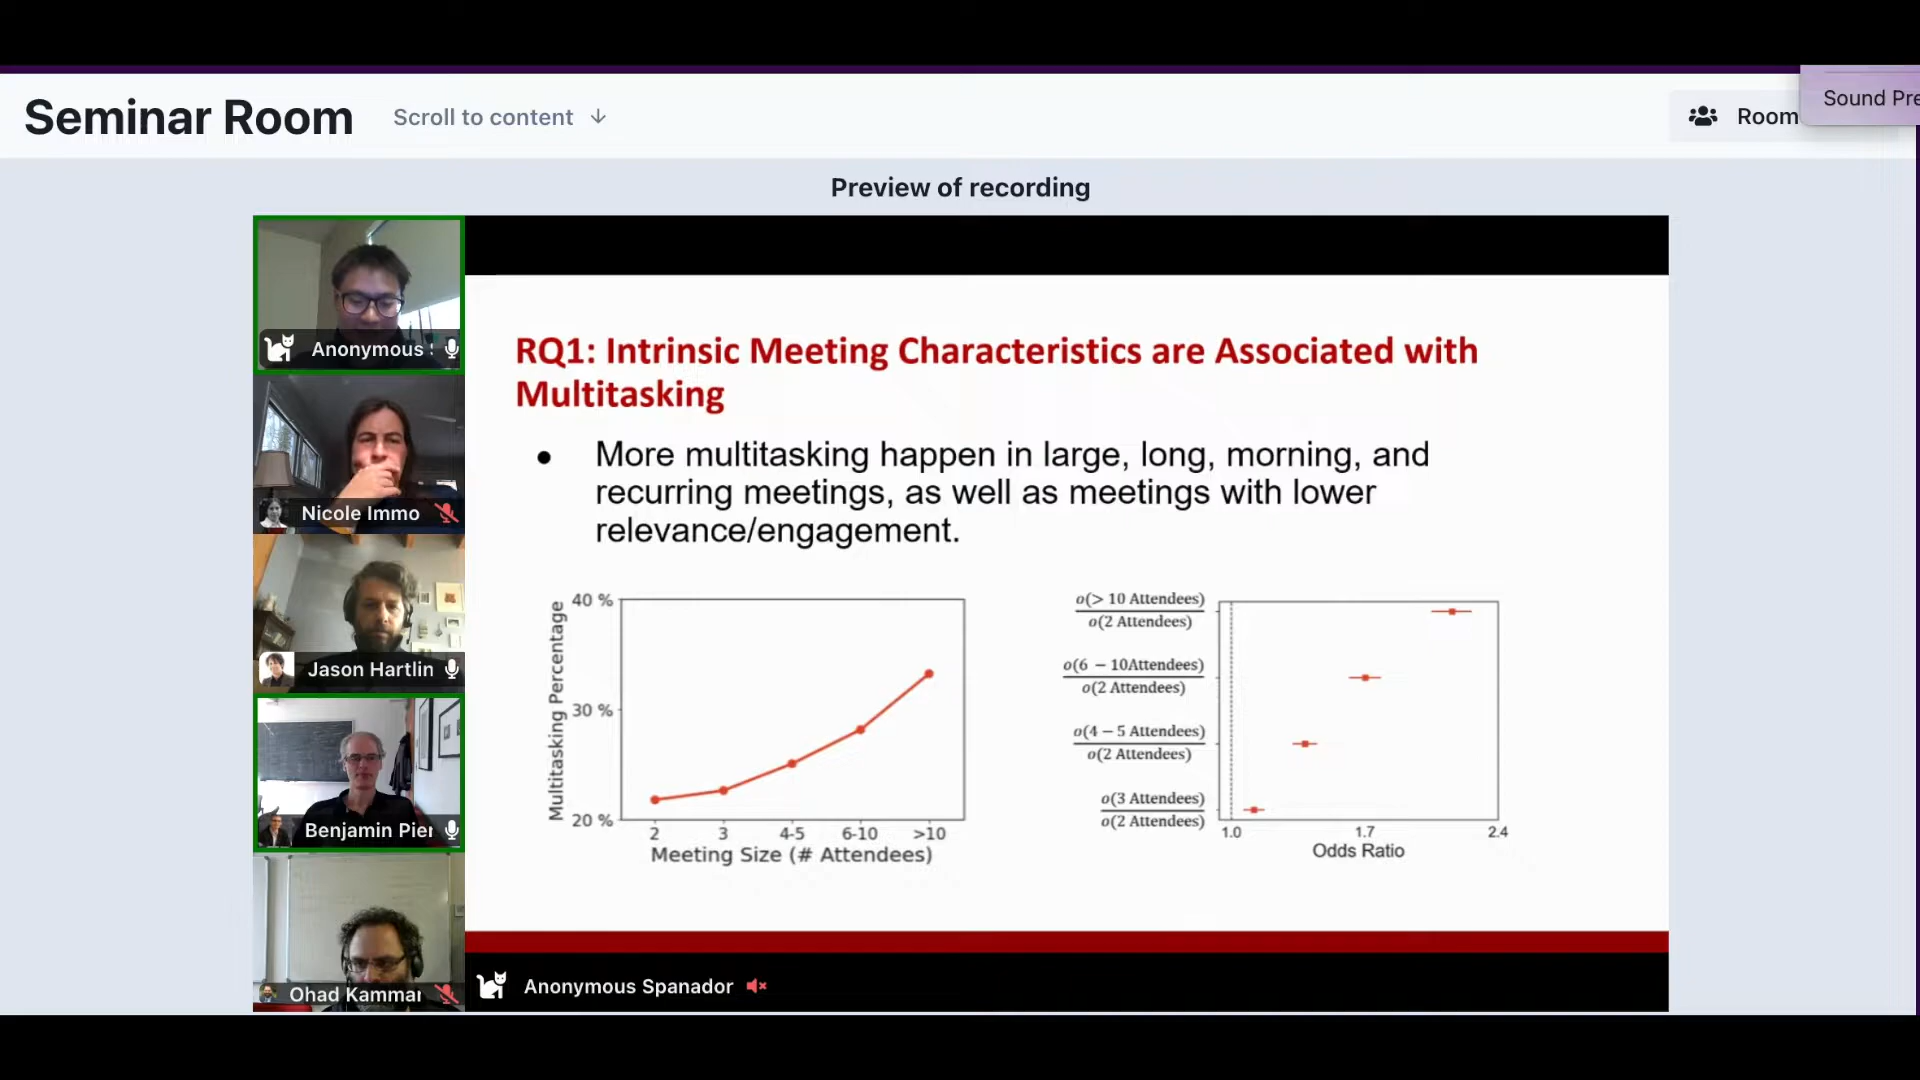 Seminar Room
Scroll to content ↓
Room
Sound Pre
Preview of recording
Anonymous
Nicole Immo
Jason Hartlin
Benjamin Pier
Ohad Kammar
RQ1: Intrinsic Meeting Characteristics are Associated with
Multitasking
● More multitasking happen in large, long, morning, and
recurring meetings, as well as meetings with lower
relevance/engagement.
Multitasking Percentage
40 %
30 %
20 %
2 3 4-5 6-10 >10
Meeting Size (# Attendees)
o(> 10 Attendees)
o(2 Attendees)
o(6 − 10Attendees)
o(2 Attendees)
o(4 − 5 Attendees)
o(2 Attendees)
o(3 Attendees)
o(2 Attendees)
1.0 1.7 2.4
Odds Ratio
Anonymous Spanador